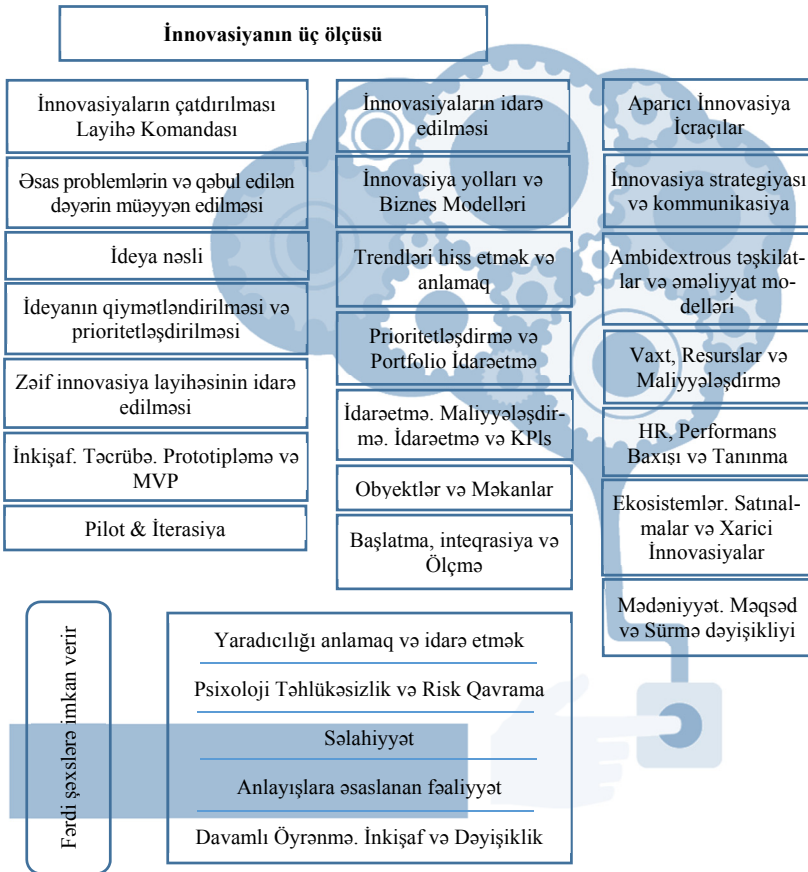 İnnovasiyanın üç ölçüsü
İnnovasiyaların çatdırılması
Layihə Komandası
Əsas problemlərin və qəbul edilən
dəyərin müəyyən edilməsi
İdeya nəsli
İdeyanın qiymətləndirilməsi və
prioritetləşdirilməsi
Zəif innovasiya layihəsinin idarə
edilməsi
İnkişaf. Təcrübə. Prototipləmə və
MVP
Pilot & İterasiya
İnnovasiyaların idarə
edilməsi
İnnovasiya yolları və
Biznes Modelləri
Trendləri hiss etmək və
anlamaq
Prioritetləşdirmə və
Portfolio İdarəetmə
İdarəetmə. Maliyyələşdir-
mə. İdarəetmə və KPls
Obyektlər və Məkanlar
Başlatma, inteqrasiya və
Ölçmə
Aparıcı İnnovasiya
İcraçılar
İnnovasiya strategiyası
və kommunikasiya
Ambidextrous təşkilat-
lar və əməliyyat mo-
delləri
Vaxt, Resurslar və
Maliyyələşdirmə
HR, Performans
Baxışı və Tanınma
Ekosistemlər. Satınal-
malar və Xarici
İnnovasiyalar
Mədəniyyət. Məqsəd
və Sürmə dəyişikliyi
Fərdi şəxslərə imkan verir
Yaradıcılığı anlamaq və idarə etmək
Psixoloji Təhlükəsizlik və Risk Qavrama
Səlahiyyət
Anlayışlara əsaslanan fəaliyyət
Davamlı Öyrənmə. İnkişaf və Dəyişiklik